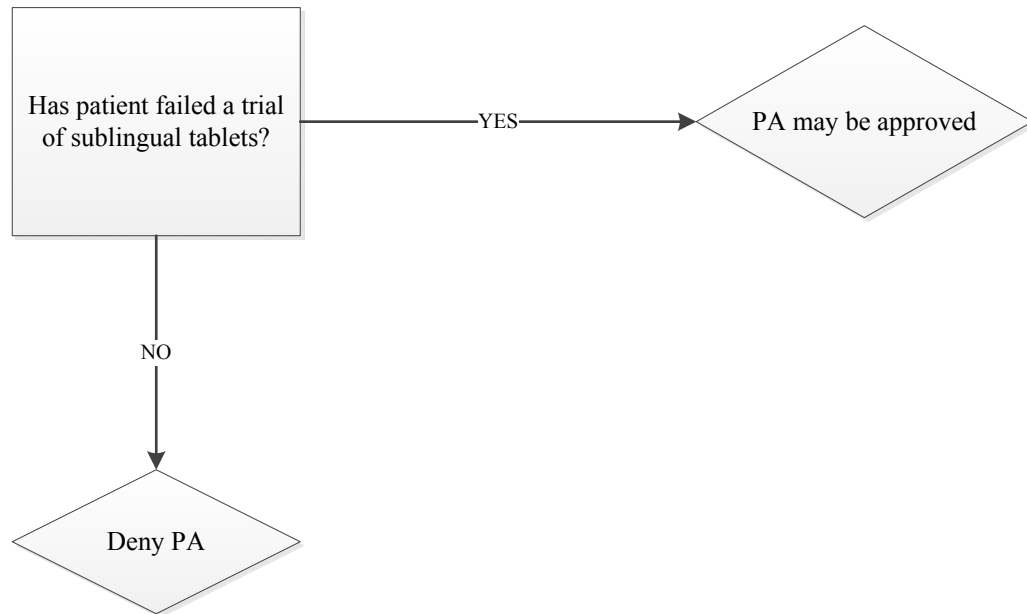 Has patient failed a trial
of sublingual tablets?
YES
PA may be approved
NO
Deny PA